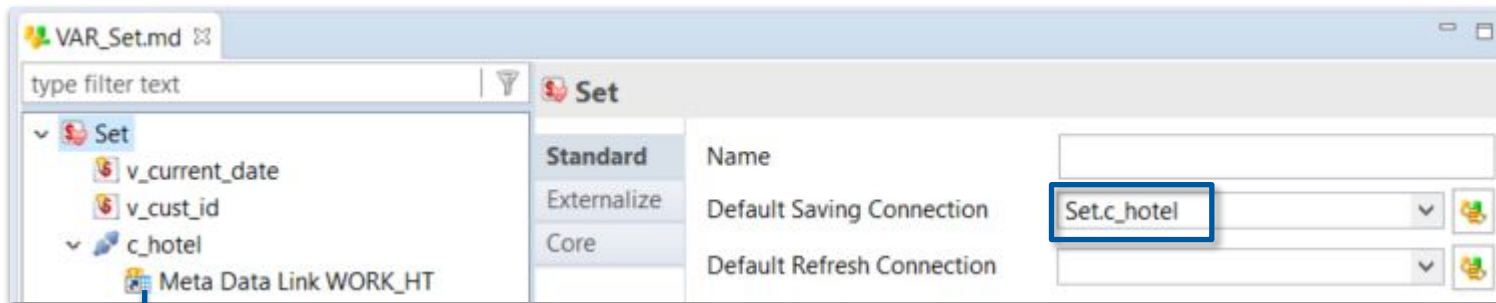 VAR_Set.md
type filter text
Set
Set
v_current_date
v_cust_id
c_hotel
Meta Data Link WORK_HT
Standard
Externalize
Core
Name
Default Saving Connection
Set.c_hotel
Default Refresh Connection